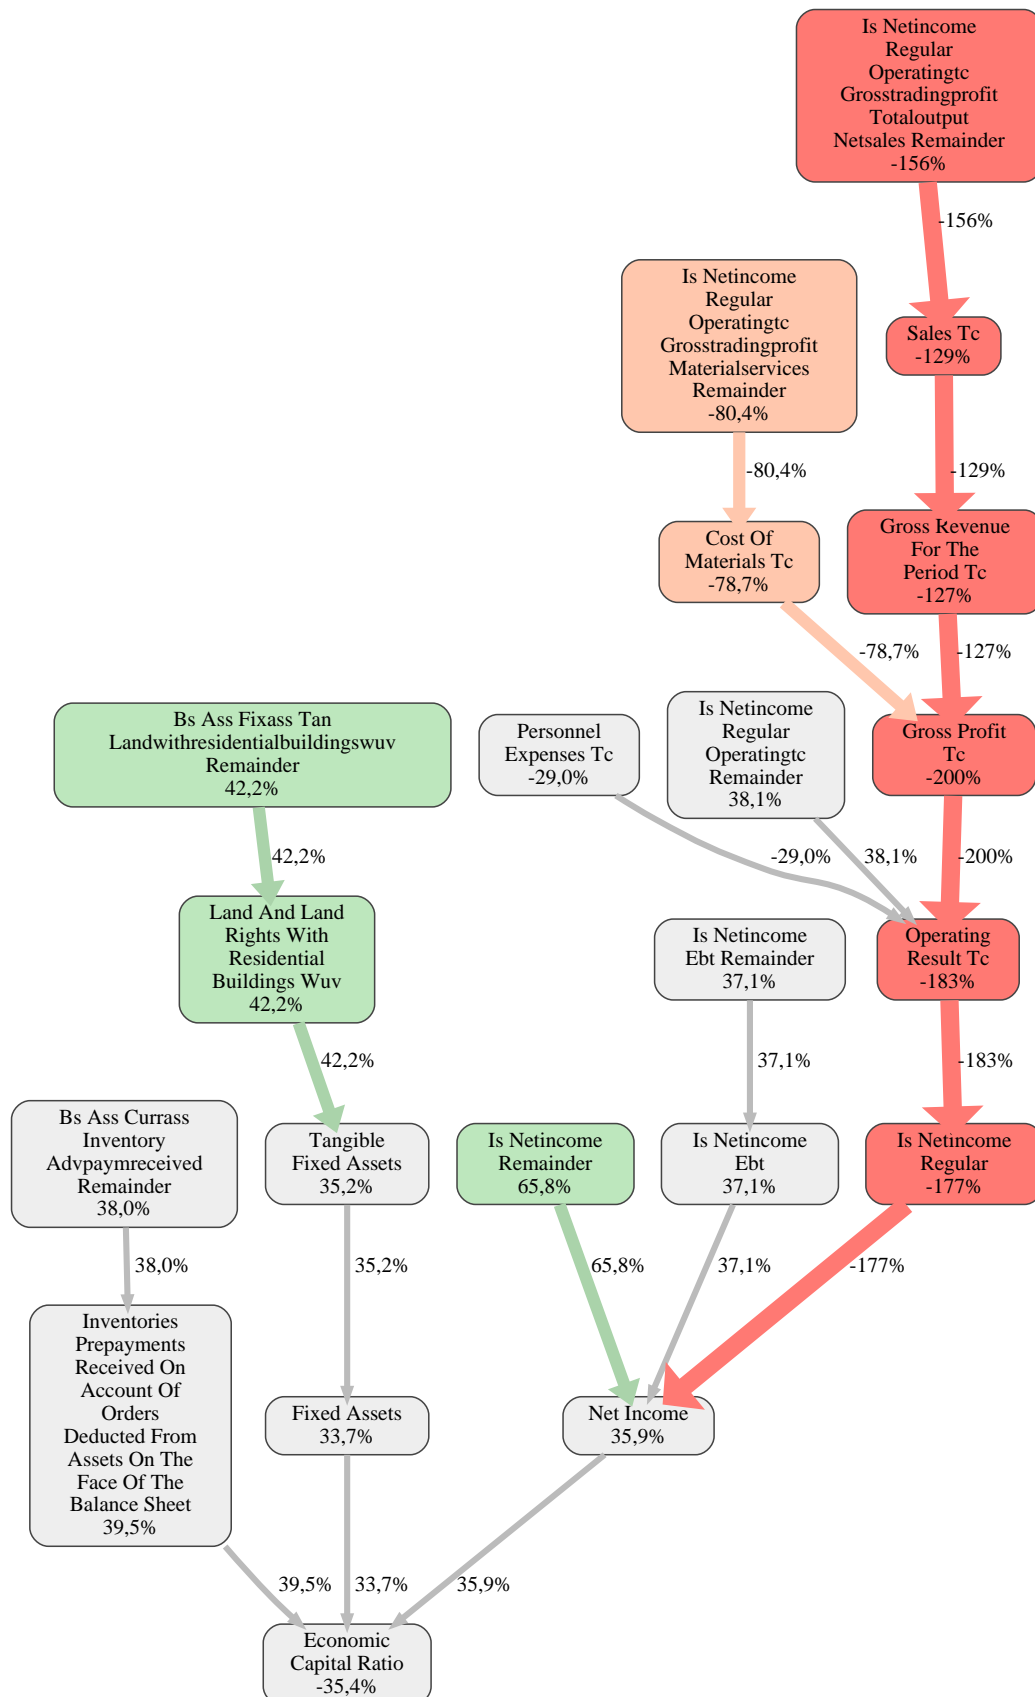 Is Netincome
Regular
Operatingtc
Grosstradingprofit
Totaloutput
Netsales Remainder
-156%
-156%
Is Netincome
Regular
Operatingtc
Grosstradingprofit
Materialservices
Remainder
-80,4%
Sales Tc
-129%
-80,4%
-129%
Cost Of
Materials Tc
-78,7%
Gross Revenue
For The
Period Tc
-127%
-78,7%
-127%
Bs Ass Fixass Tan
Landwithresidentialbuildingswuv
Remainder
42,2%
Personnel
Expenses Tc
-29,0%
Is Netincome
Regular
Operatingtc
Remainder
38,1%
Gross Profit
Tc
-200%
42,2%
-29,0%
38,1%
-200%
Land And Land
Rights With
Residential
Buildings Wuv
42,2%
Is Netincome
Ebt Remainder
37,1%
Operating
Result Tc
-183%
42,2%
37,1%
-183%
Bs Ass Currass
Inventory
Advpaymreceived
Remainder
38,0%
Tangible
Fixed Assets
35,2%
Is Netincome
Remainder
65,8%
Is Netincome
Ebt
37,1%
Is Netincome
Regular
-177%
38,0%
35,2%
65,8%
37,1%
-177%
Inventories
Prepayments
Received On
Account Of
Orders
Deducted From
Assets On The
Face Of The
Balance Sheet
39,5%
Fixed Assets
33,7%
Net Income
35,9%
39,5%
33,7%
35,9%
Economic
Capital Ratio
-35,4%